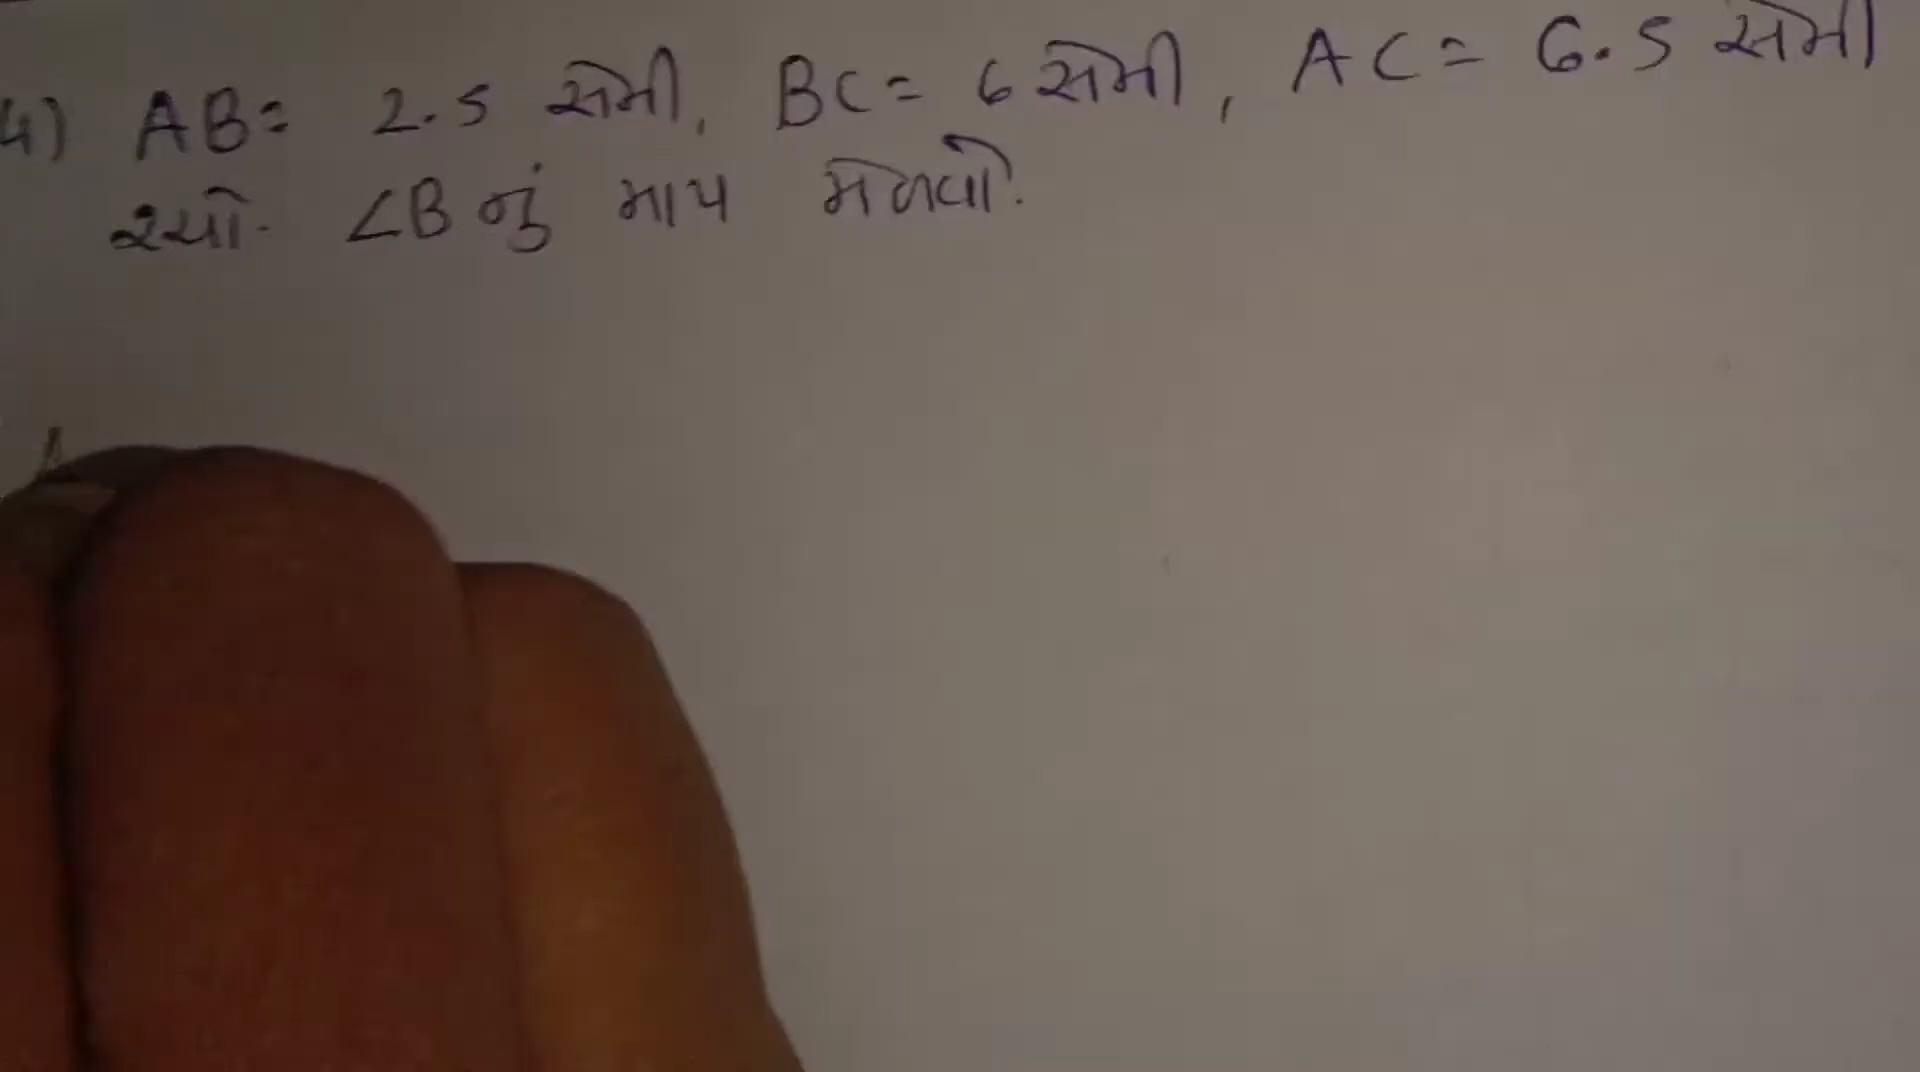 4) AB = 2.5 સેમી, BC = 6 સેમી, AC = 6.5 સેમી
રચો. ∠B નું માપ મેળવો.
A